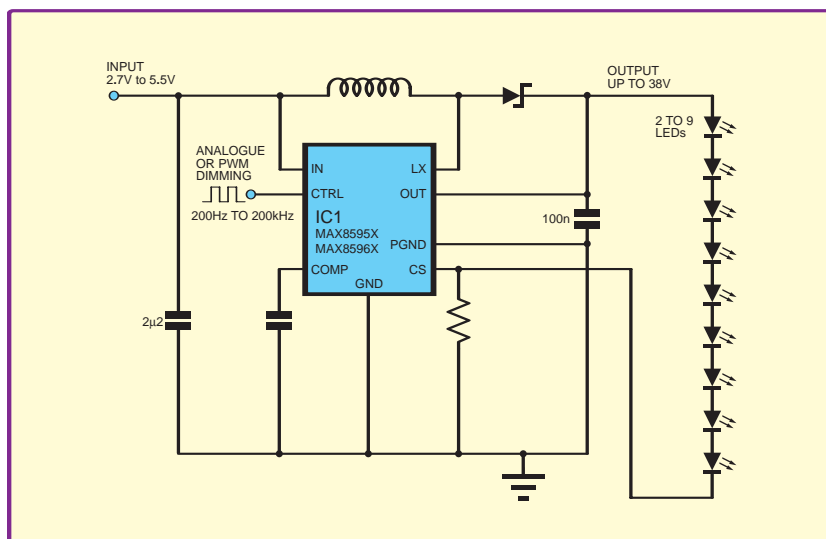 INPUT
2.7V to 5.5V
OUTPUT
UP TO 38V
2 TO 9
LEDs
ANALOGUE
OR PWM
DIMMING
200Hz TO 200kHz
IN
LX
CTRL
OUT
IC1
MAX8595X
MAX8596X
PGND
COMP
CS
GND
100n
2µ2